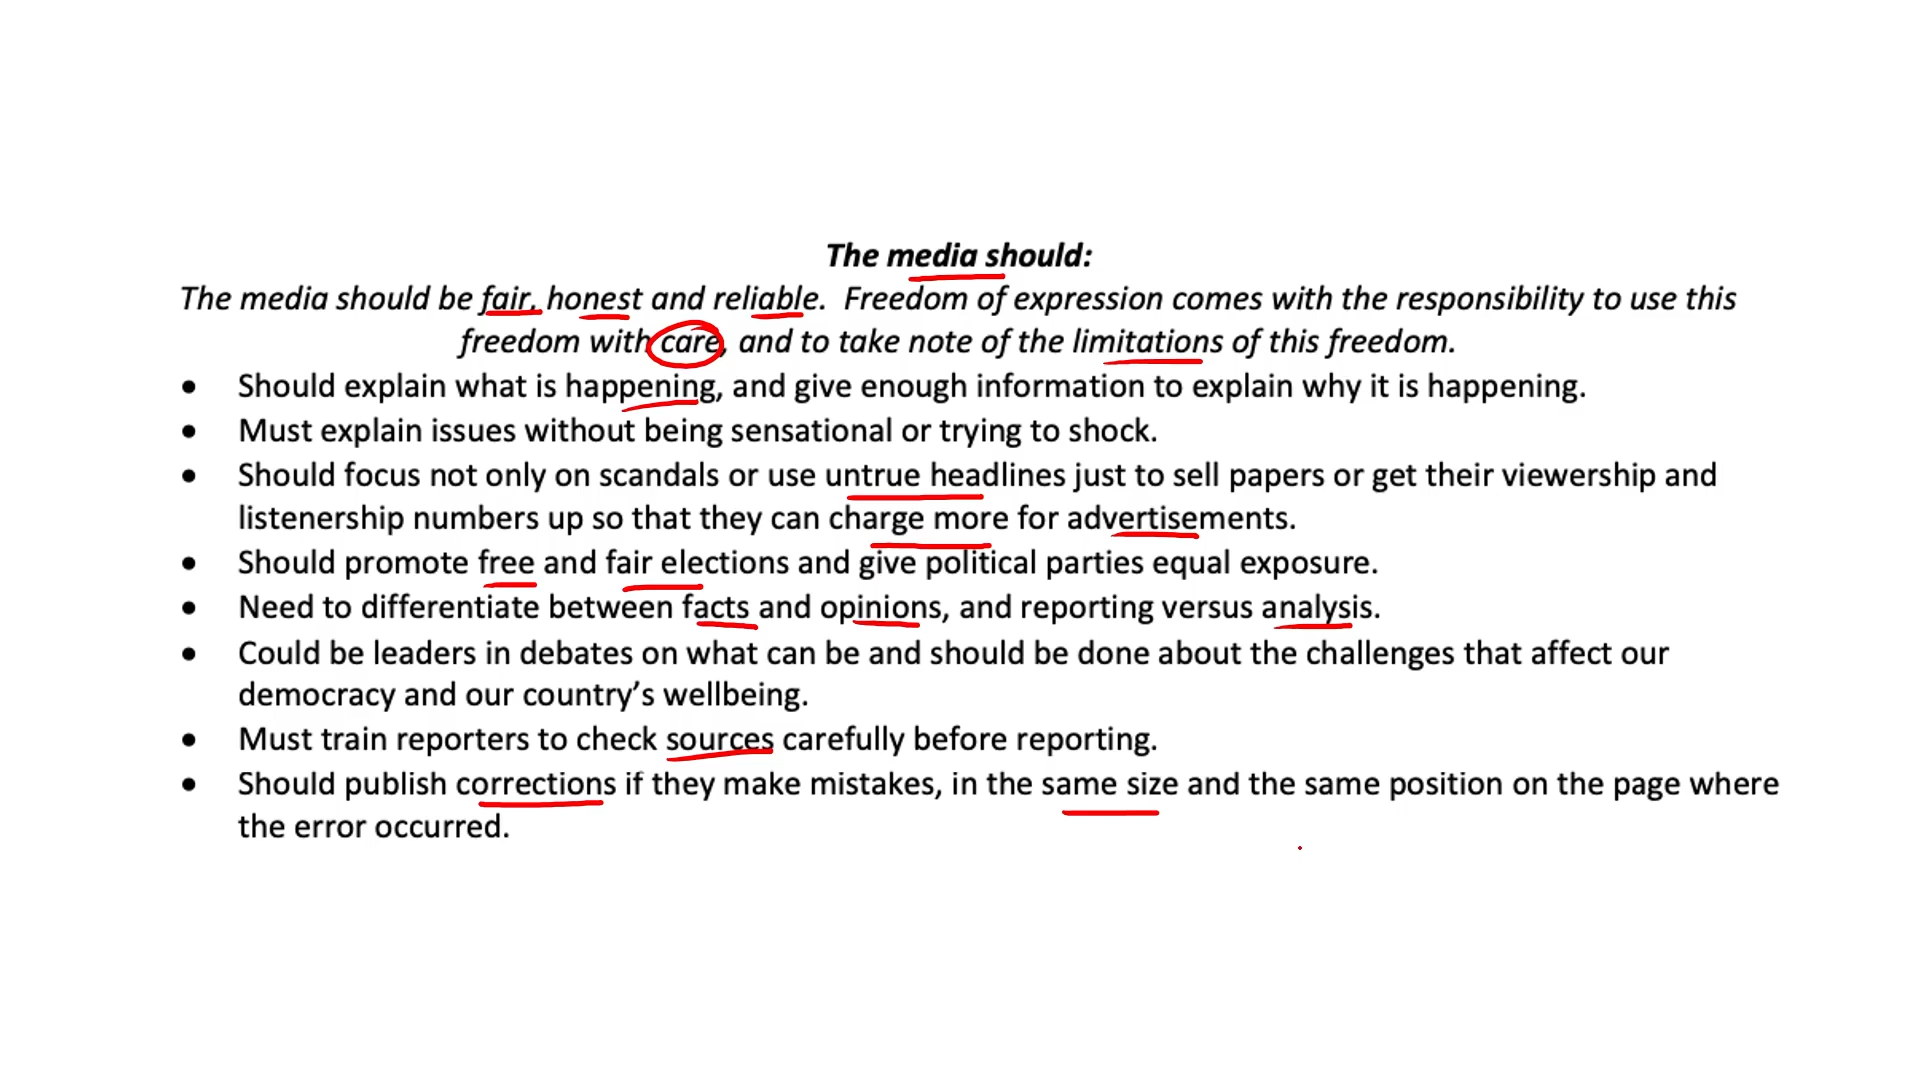 The media should:
The media should be fair, honest and reliable.  Freedom of expression comes with the responsibility to use this
freedom with care, and to take note of the limitations of this freedom.
• Should explain what is happening, and give enough information to explain why it is happening.
• Must explain issues without being sensational or trying to shock.
• Should focus not only on scandals or use untrue headlines just to sell papers or get their viewership and
listenership numbers up so that they can charge more for advertisements.
• Should promote free and fair elections and give political parties equal exposure.
• Need to differentiate between facts and opinions, and reporting versus analysis.
• Could be leaders in debates on what can be and should be done about the challenges that affect our
democracy and our country’s wellbeing.
• Must train reporters to check sources carefully before reporting.
• Should publish corrections if they make mistakes, in the same size and the same position on the page where
the error occurred.